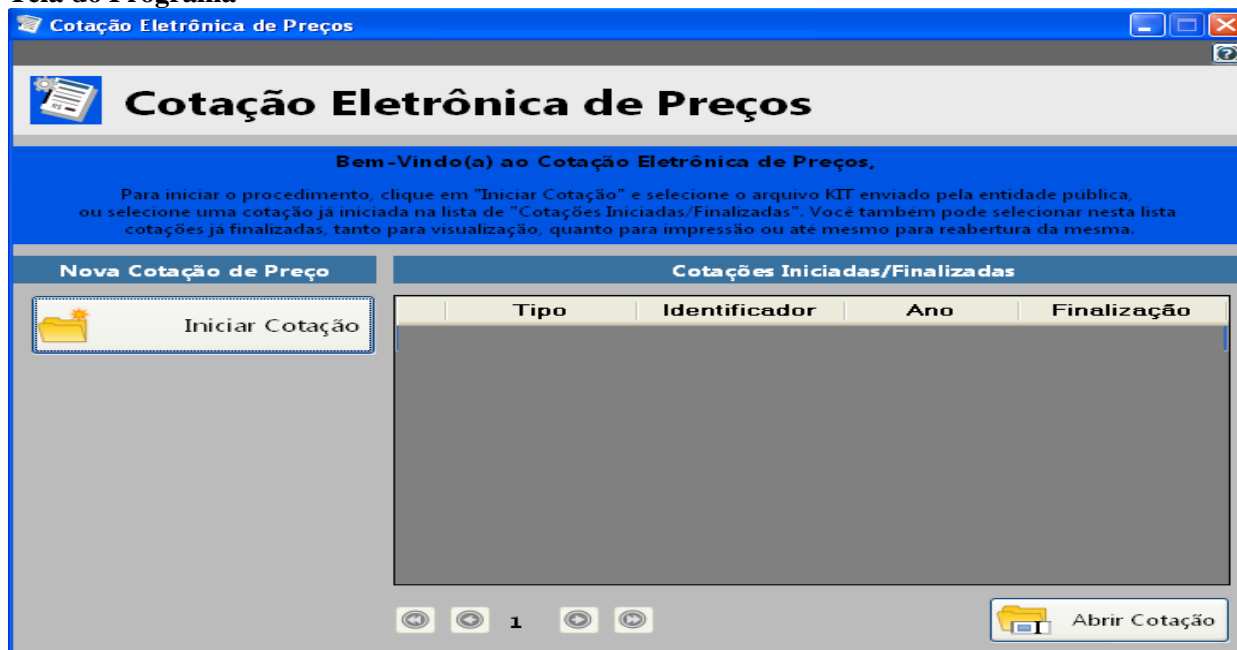 Tela do Programa
Cotação Eletrônica de Preços
Cotação Eletrônica de Preços
Bem-Vindo(a) ao Cotação Eletrônica de Preços,
Para iniciar o procedimento, clique em "Iniciar Cotação" e selecione o arquivo KIT enviado pela entidade pública,
ou selecione uma cotação já iniciada na lista de "Cotações Iniciadas/Finalizadas". Você também pode selecionar nesta lista
cotações já finalizadas, tanto para visualização, quanto para impressão ou até mesmo para reabertura da mesma.
Nova Cotação de Preço
Cotações Iniciadas/Finalizadas
Iniciar Cotação
Tipo Identificador Ano Finalização
1
Abrir Cotação